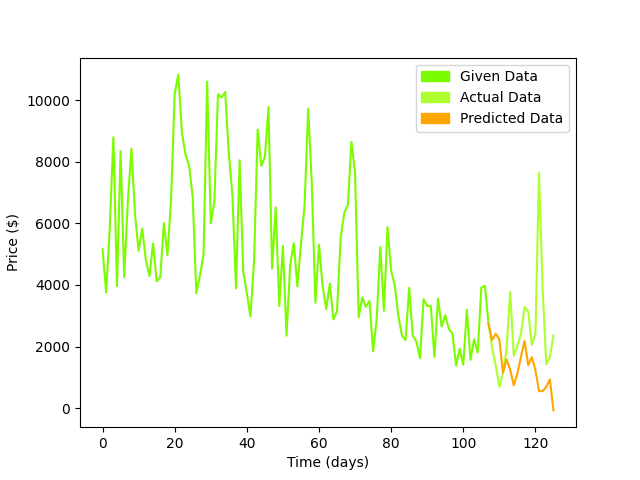 Given Data
Actual Data
Predicted Data
10000
8000
6000
4000
2000
0
Price ($)
0 20 40 60 80 100 120
Time (days)